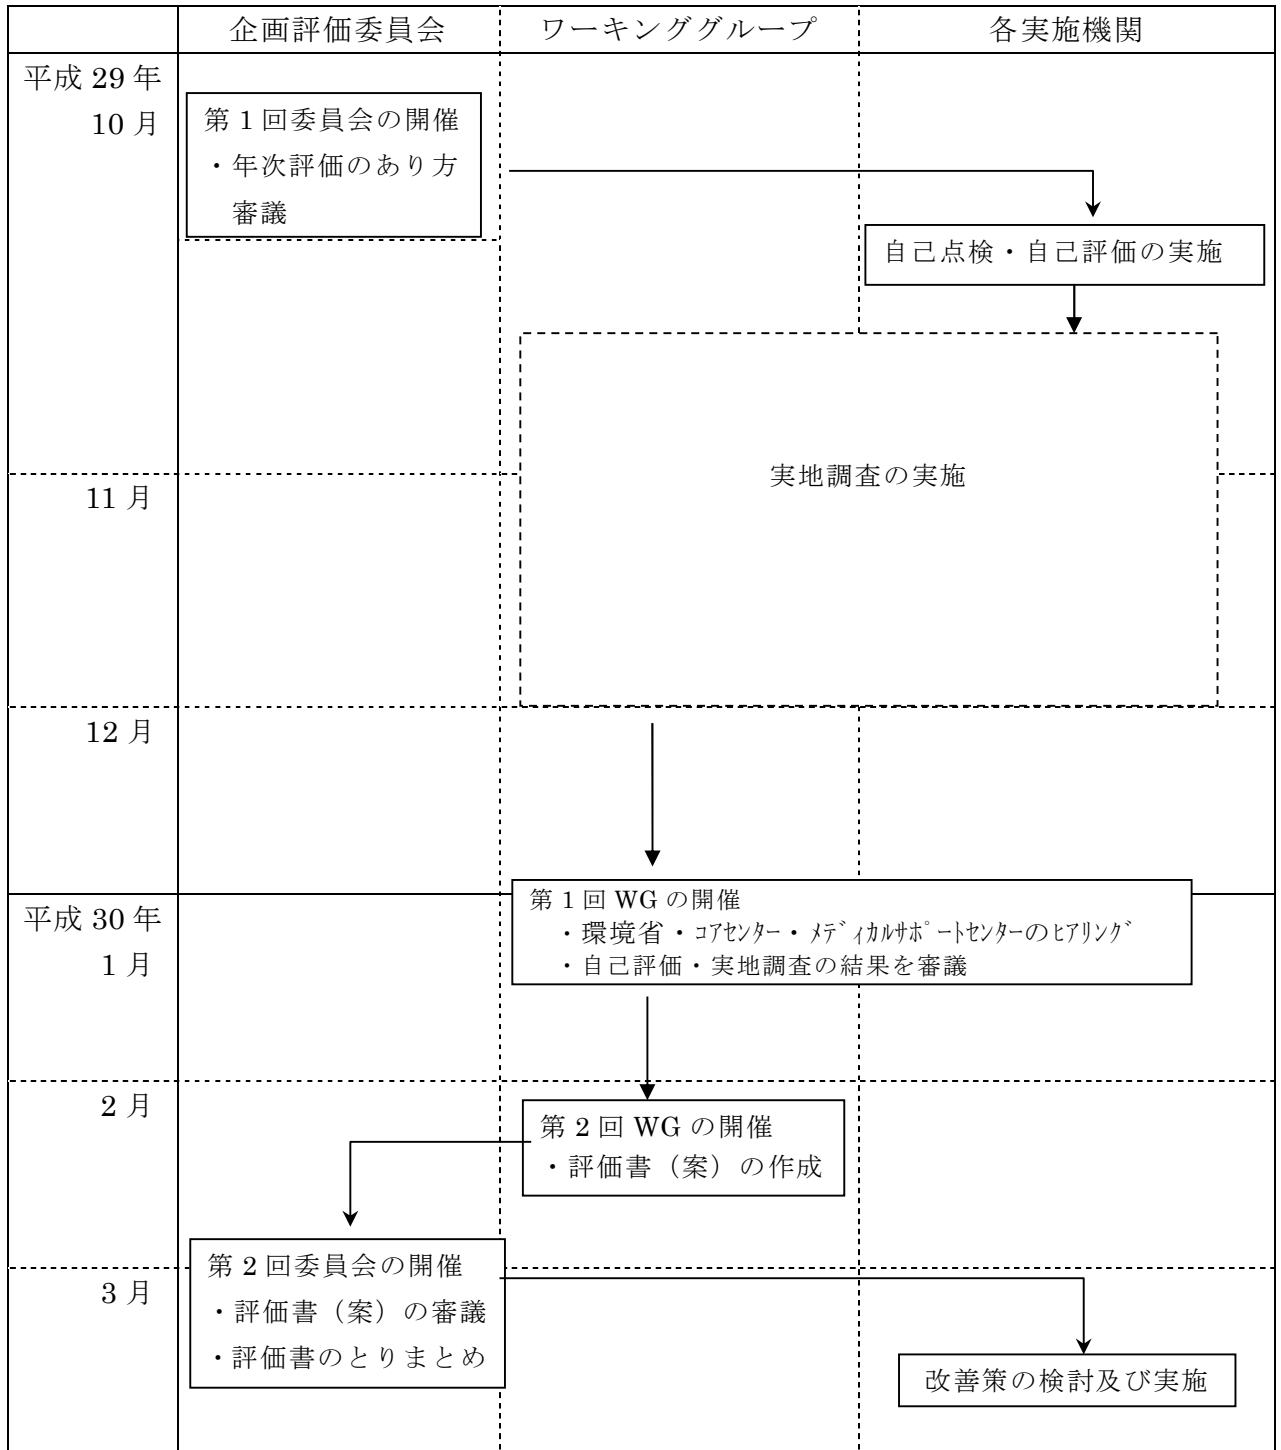 企画評価委員会 ワーキンググループ 各実施機関
平成 29 年
10 月
第 1 回委員会の開催
・年次評価のあり方
審議
自己点検・自己評価の実施
実地調査の実施
11 月
12 月
平成 30 年
1 月
第 1 回 WG の開催
・環境省・ｺｱｾﾝﾀｰ・ﾒﾃﾞｨｶﾙｻﾎﾟｰﾄｾﾝﾀｰのﾋｱﾘﾝｸﾞ
・自己評価・実地調査の結果を審議
2 月
第 2 回 WG の開催
・評価書（案）の作成
3 月
第 2 回委員会の開催
・評価書（案）の審議
・評価書のとりまとめ
改善策の検討及び実施